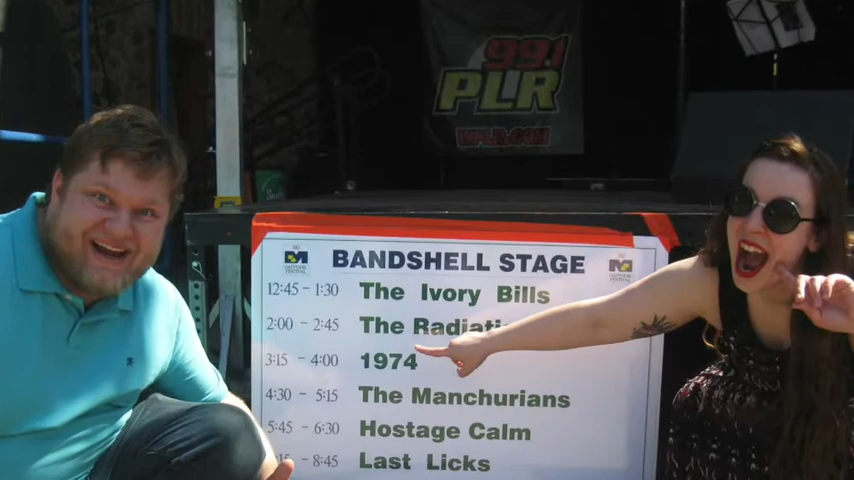 99.1
PLR
WPLR.COM
BANDSHELL STAGE
DAFFODIL FESTIVAL
12:45 - 1:30 The Ivory Bills
2:00 - 2:45 The
3:15 - 4:00 1974
4:30 - 5:15 The Manchurians
5:45 - 6:30 Hostage Calm
- 8:45 Last Licks